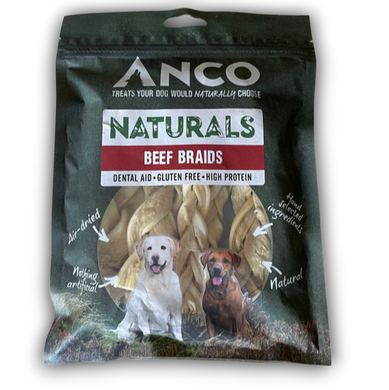 ANCO
TREATS YOUR DOG WOULD NATURALLY CHOOSE
NATURALS
BEEF BRAIDS
DENTAL AID • GLUTEN FREE • HIGH PROTEIN
Air-dried
Hand
selected
ingredients
Nothing
artificial
Natural